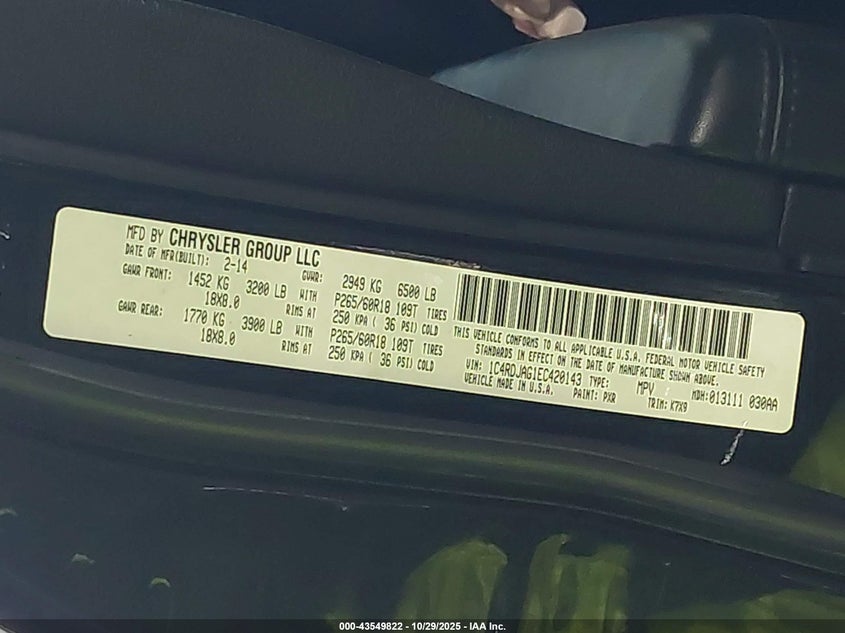 MFD BY CHRYSLER GROUP LLC
DATE OF MFR(BUILT): 2-14 GVWR: 2949 KG 6500 LB
GAWR FRONT: 1452 KG 3200 LB WITH P265/60R18 109T TIRES
18X8.0 RIMS AT 250 KPA ( 36 PSI) COLD
GAWR REAR: 1770 KG 3900 LB WITH P265/60R18 109T TIRES
18X8.0 RIMS AT 250 KPA ( 36 PSI) COLD
THIS VEHICLE CONFORMS TO ALL APPLICABLE U.S.A. FEDERAL MOTOR VEHICLE SAFETY
STANDARDS IN EFFECT ON THE DATE OF MANUFACTURE SHOWN ABOVE.
VIN: 1C4RDJAG1EC420143 TYPE: MPV MDH: 013111 030AA
VEHICLE MADE IN U.S.A. PAINT: PXR TRIM: K7X9
000-43549822 - 10/29/2025 - IAA Inc.